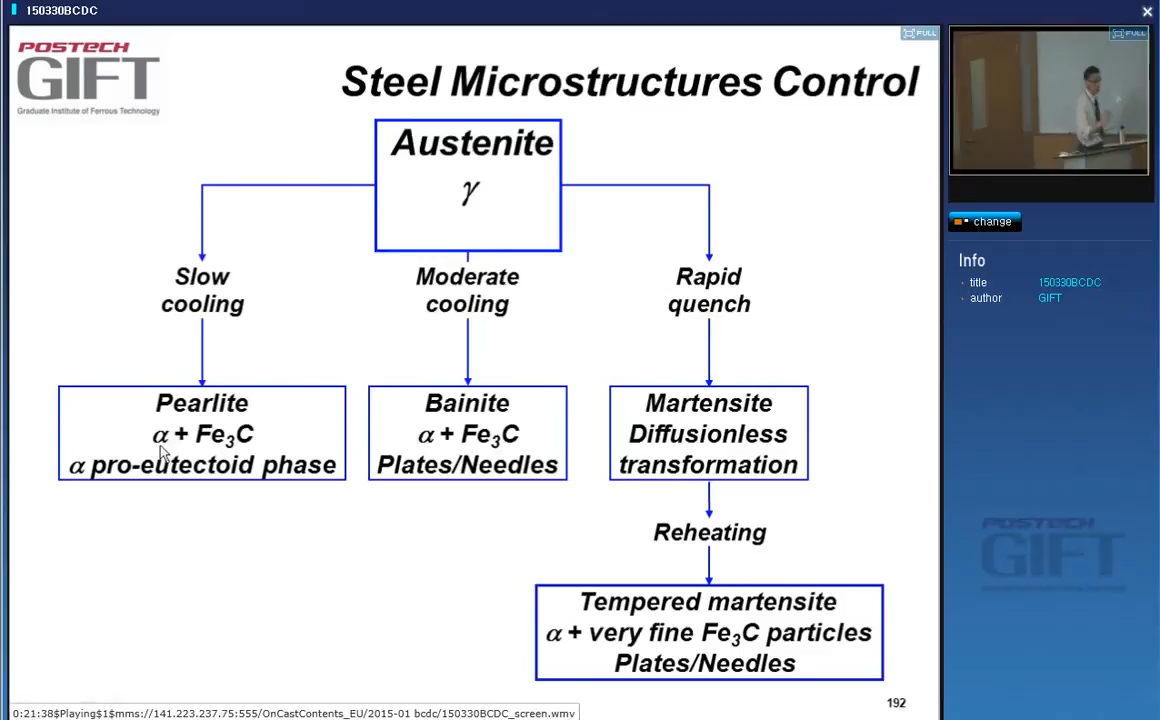 150330BCDC
POSTECH
GIFT
Graduate Institute of Ferrous Technology
FULL
FULL
Steel Microstructures Control
Austenite
γ
Slow
cooling
Moderate
cooling
Rapid
quench
Pearlite
α + Fe₃C
α pro-eutectoid phase
Bainite
α + Fe₃C
Plates/Needles
Martensite
Diffusionless
transformation
Reheating
Tempered martensite
α + very fine Fe₃C particles
Plates/Needles
192
0:21:38$Playing$1$mms://141.223.237.75:555/OnCastContents_EU/2015-01 bcdc/150330BCDC_screen.wmv
change
Info
title 150330BCDC
author GIFT
POSTECH
GIFT